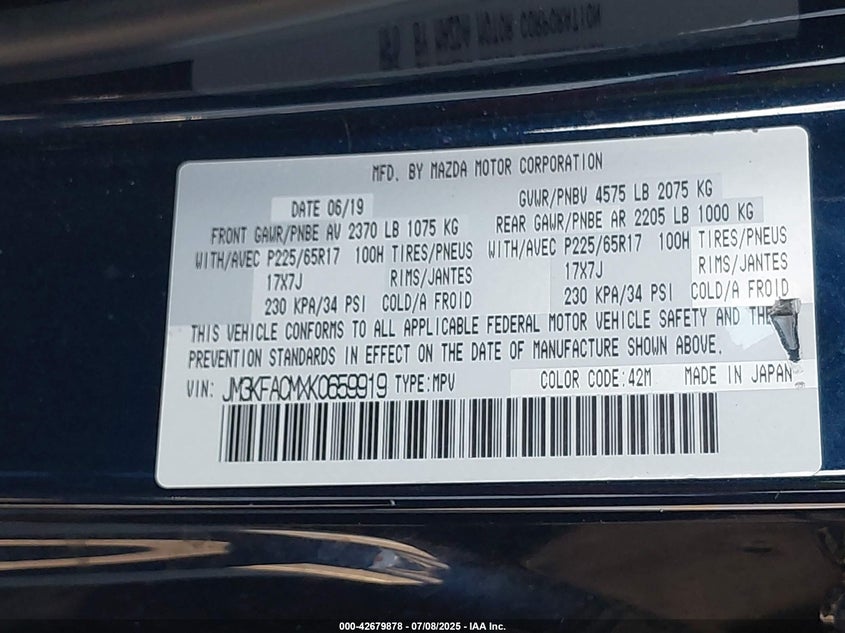 MFD. BY MAZDA MOTOR CORPORATION
DATE 06/19
GVWR/PNBV 4575 LB 2075 KG
FRONT GAWR/PNBE AV 2370 LB 1075 KG
REAR GAWR/PNBE AR 2205 LB 1000 KG
WITH/AVEC P225/65R17 100H TIRES/PNEUS
WITH/AVEC P225/65R17 100H TIRES/PNEUS
17X7J RIMS/JANTES
17X7J RIMS/JANTES
230 KPA/34 PSI COLD/A FROID
230 KPA/34 PSI COLD/A FROID
THIS VEHICLE CONFORMS TO ALL APPLICABLE FEDERAL MOTOR VEHICLE SAFETY AND
PREVENTION STANDARDS IN EFFECT ON THE DATE OF MANUFACTURE SHOWN ABOVE.
VIN: JM3KFACMXK0659919 TYPE:MPV COLOR CODE:42M MADE IN JAPAN
000-42679878 - 07/08/2025 - IAA Inc.